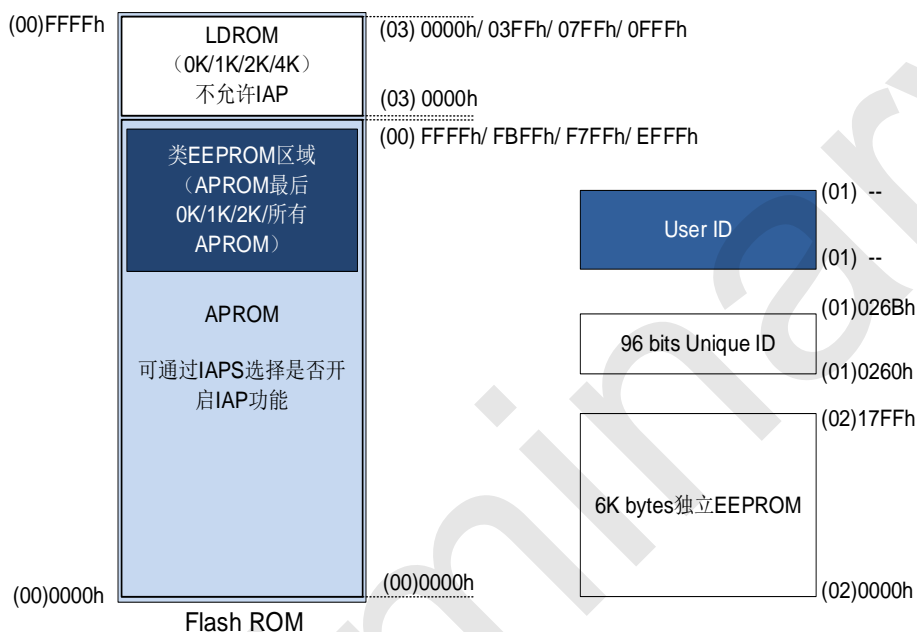 (00)FFFFh
LDROM
（0K/1K/2K/4K）
不允许IAP
(03) 0000h/ 03FFh/ 07FFh/ 0FFFh
(03) 0000h
(00) FFFFh/ FBFFh/ F7FFh/ EFFFh
类EEPROM区域
（APROM最后
0K/1K/2K/所有
APROM）
APROM
可通过IAPS选择是否开
启IAP功能
(00)0000h
(00)0000h
Flash ROM
(01) --
User ID
(01) --
(01)026Bh
96 bits Unique ID
(01)0260h
(02)17FFh
6K bytes独立EEPROM
(02)0000h
minary